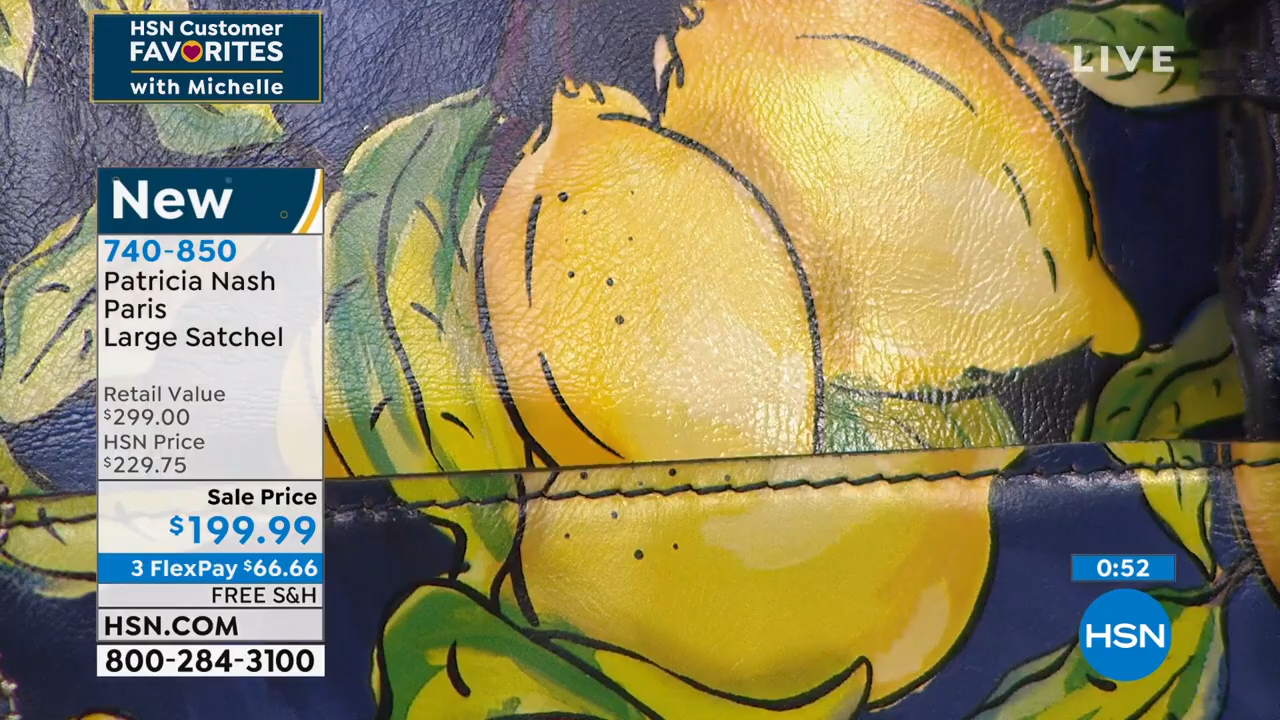 HSN Customer
FAVORITES
with Michelle
LIVE
New
740-850
Patricia Nash
Paris
Large Satchel
Retail Value
$299.00
HSN Price
$229.75
Sale Price
$199.99
3 FlexPay $66.66
FREE S&H
HSN.COM
800-284-3100
0:52
HSN